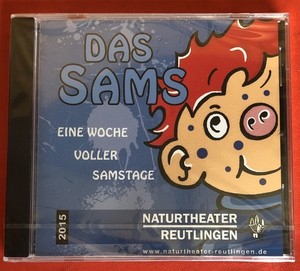 DAS
SAMS
EINE WOCHE
VOLLER
SAMSTAGE
2015
NATURTHEATER
REUTLINGEN
www.naturtheater-reutlingen.de